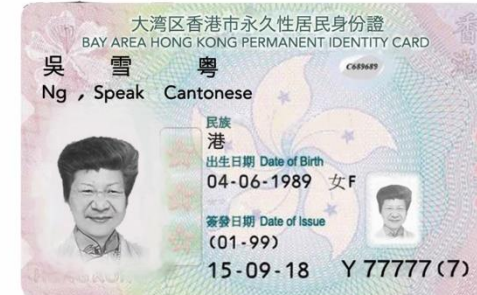 大湾区香港市永久性居民身份證
BAY AREA HONG KONG PERMANENT IDENTITY CARD
吳 雪 粵
C689689
Ng , Speak Cantonese
民族
港
出生日期 Date of Birth
04-06-1989 女F
簽發日期 Date of Issue
(01-99)
15-09-18 Y 77777(7)